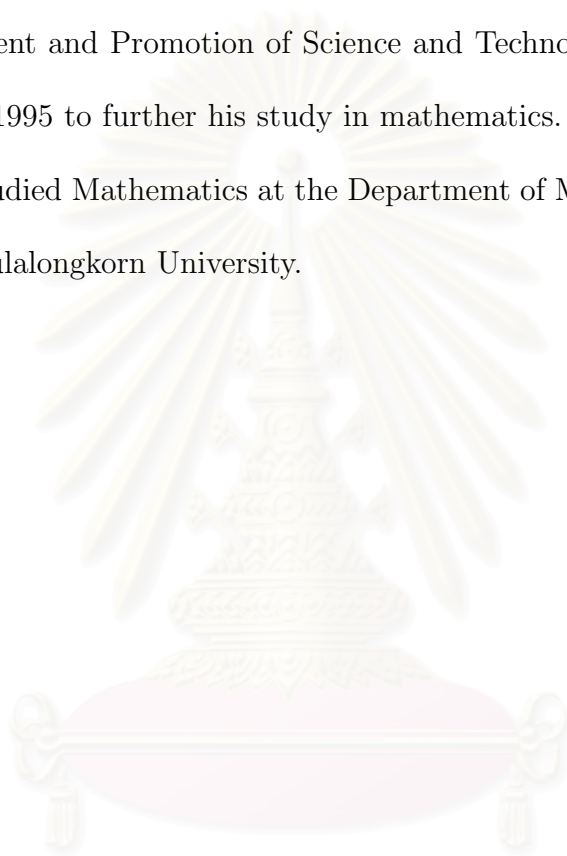 ent and Promotion of Science and Techno
1995 to further his study in mathematics.
udied Mathematics at the Department of M
ulalongkorn University.